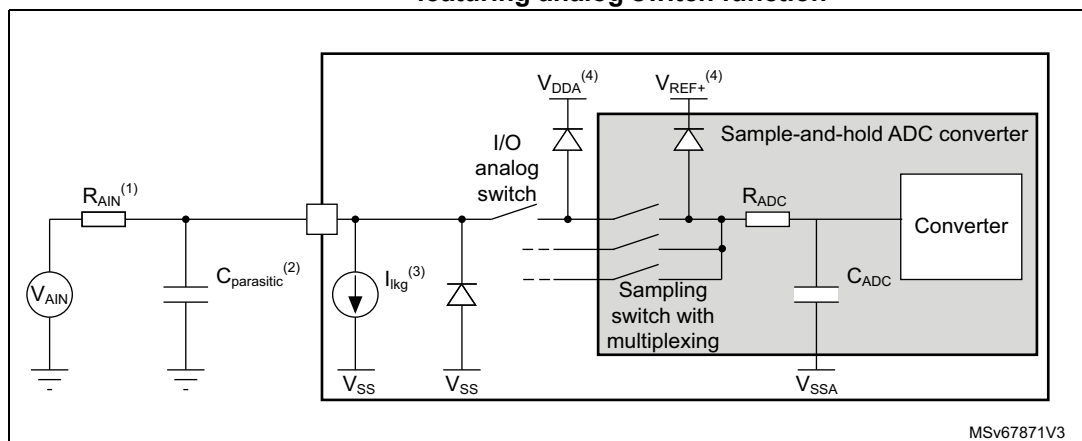 featuring analog switch function
V_DDA^(4)
V_REF+^(4)
Sample-and-hold ADC converter
I/O
analog
switch
R_AIN^(1)
R_ADC
Converter
C_parasitic^(2)
I_lkg^(3)
V_AIN
C_ADC
Sampling
switch with
multiplexing
V_SS
V_SS
V_SSA
MSv67871V3